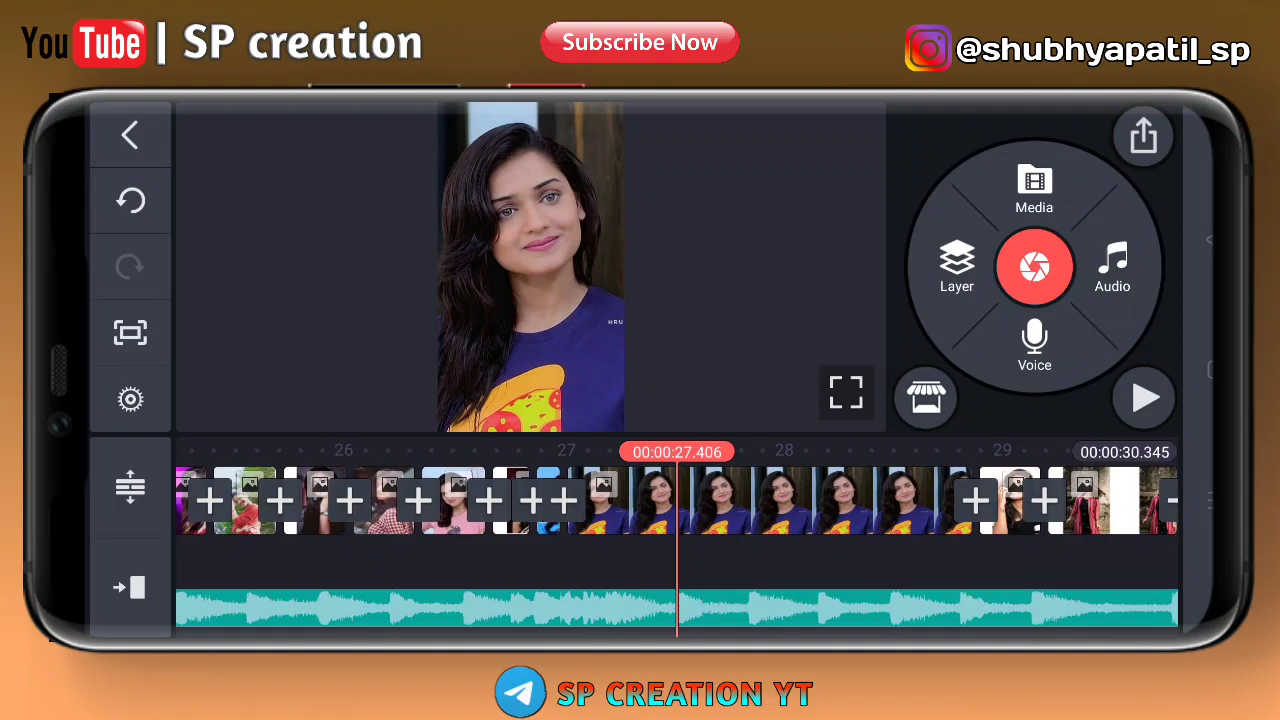 YouTube | SP creation
Subscribe Now
@shubhyapatil_sp
Media
Layer
Audio
Voice
HRU
26
27
00:00:27.406
28
29
00:00:30.345
SP CREATION YT